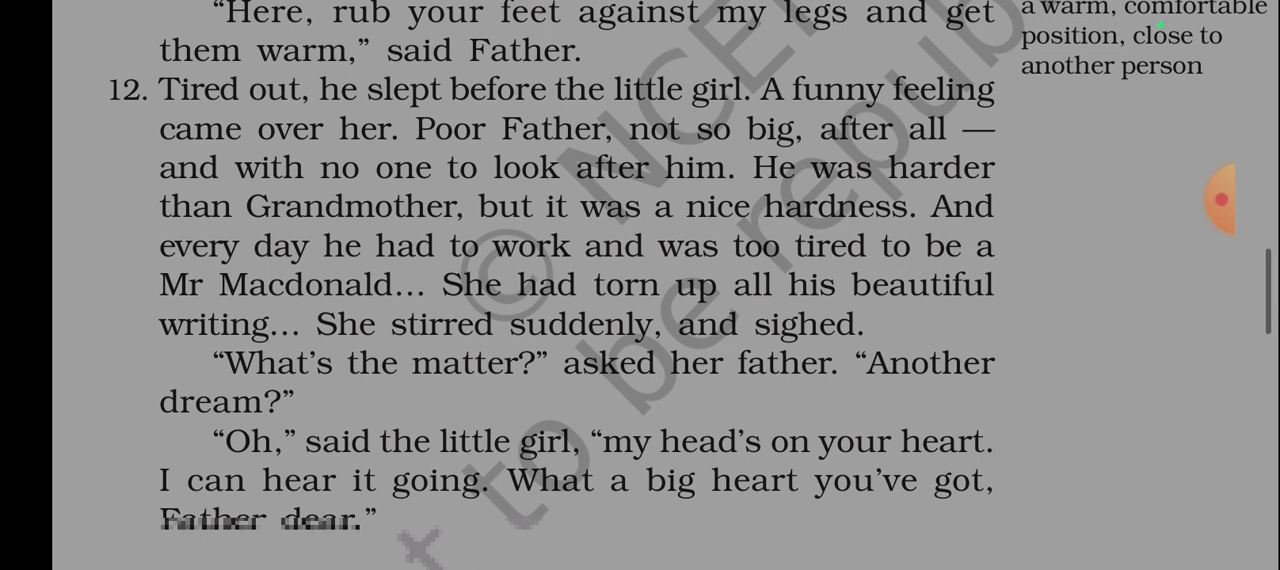 “Here, rub your feet against my legs and get
them warm,” said Father.
a warm, comfortable
position, close to
another person
12. Tired out, he slept before the little girl. A funny feeling
came over her. Poor Father, not so big, after all —
and with no one to look after him. He was harder
than Grandmother, but it was a nice hardness. And
every day he had to work and was too tired to be a
Mr Macdonald... She had torn up all his beautiful
writing... She stirred suddenly, and sighed.
“What’s the matter?” asked her father. “Another
dream?”
“Oh,” said the little girl, “my head’s on your heart.
I can hear it going. What a big heart you’ve got,
Father dear.”
© NCE
to be repub